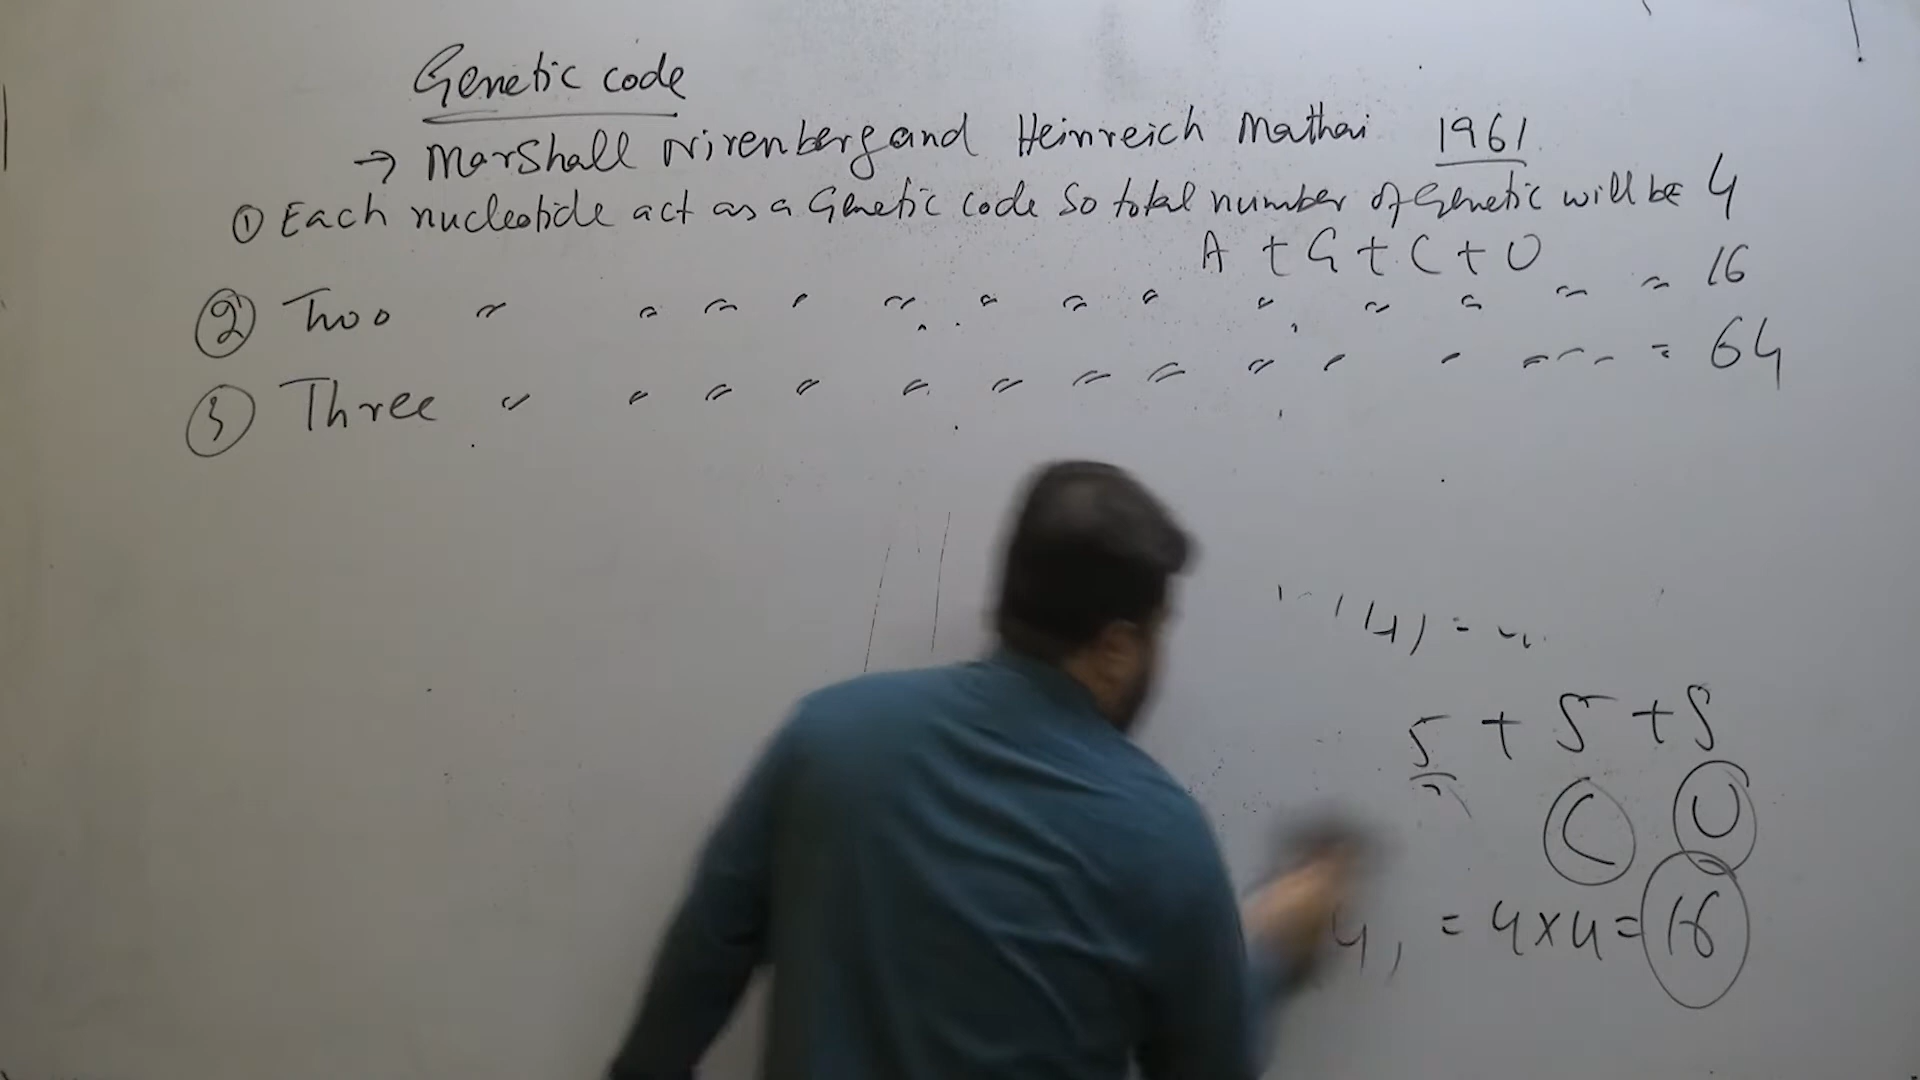 Genetic code
→ Marshall Nirenberg and Heinreich Mathai 1961
① Each nucleotide act as a Genetic code So total number of Genetic will be 4
A + G + C + U
② Two " " " " " " " " " " " " " " = 16
③ Three " " " " " " " " " " " " " " = 64
5 + 5 + 5
C U
4) = 4x4 = 16